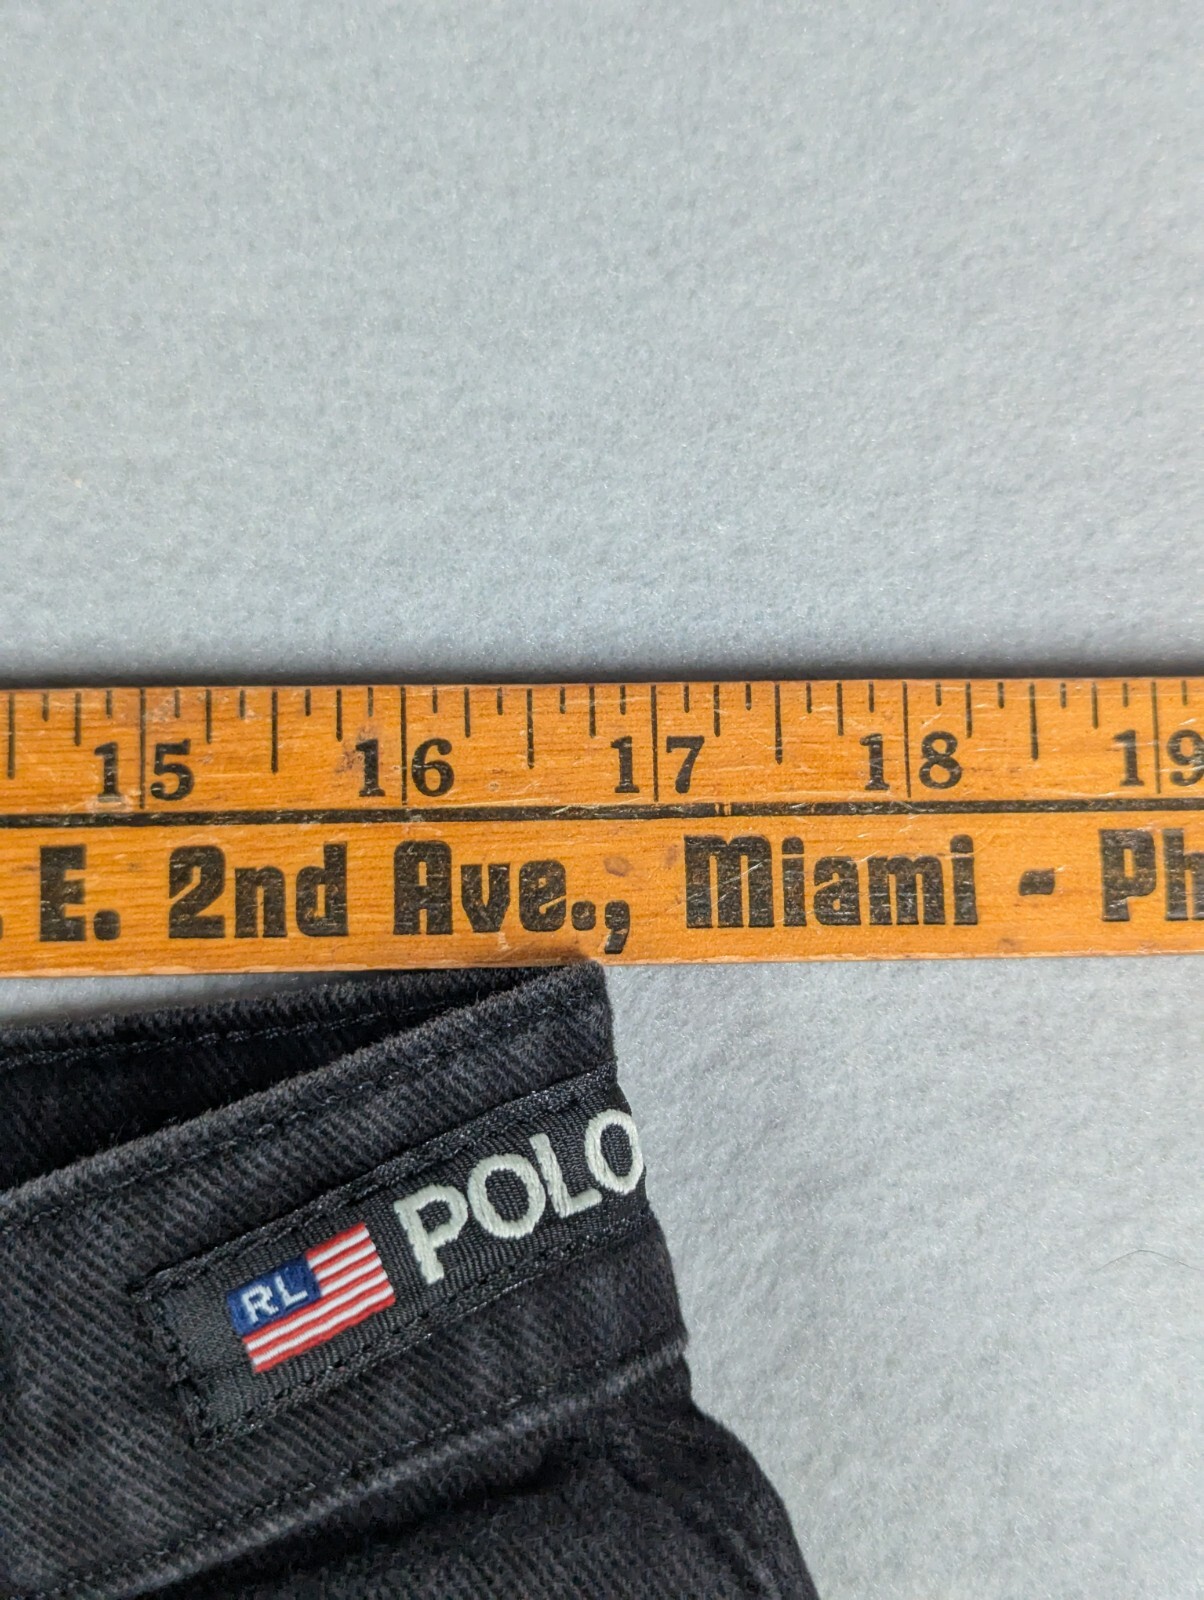 15 16 17 18 19
. E. 2nd Ave., Miami - Ph
POLO
RL